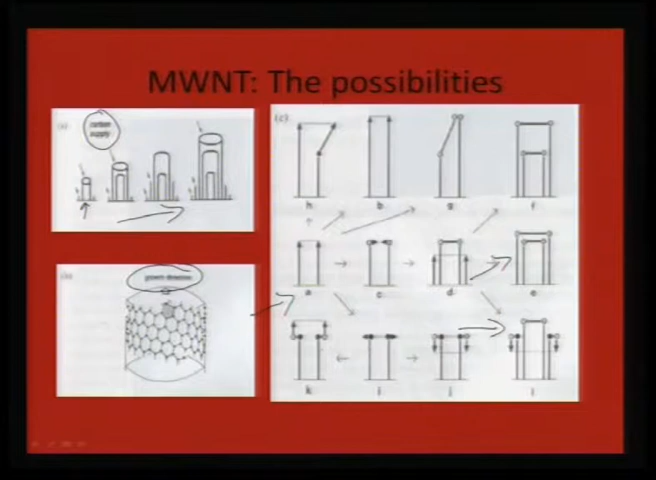 MWNT: The possibilities
(a)
carbon
supply
(b)
growth direction
(c)
h
b
g
f
a
c
d
e
k
i
j
l